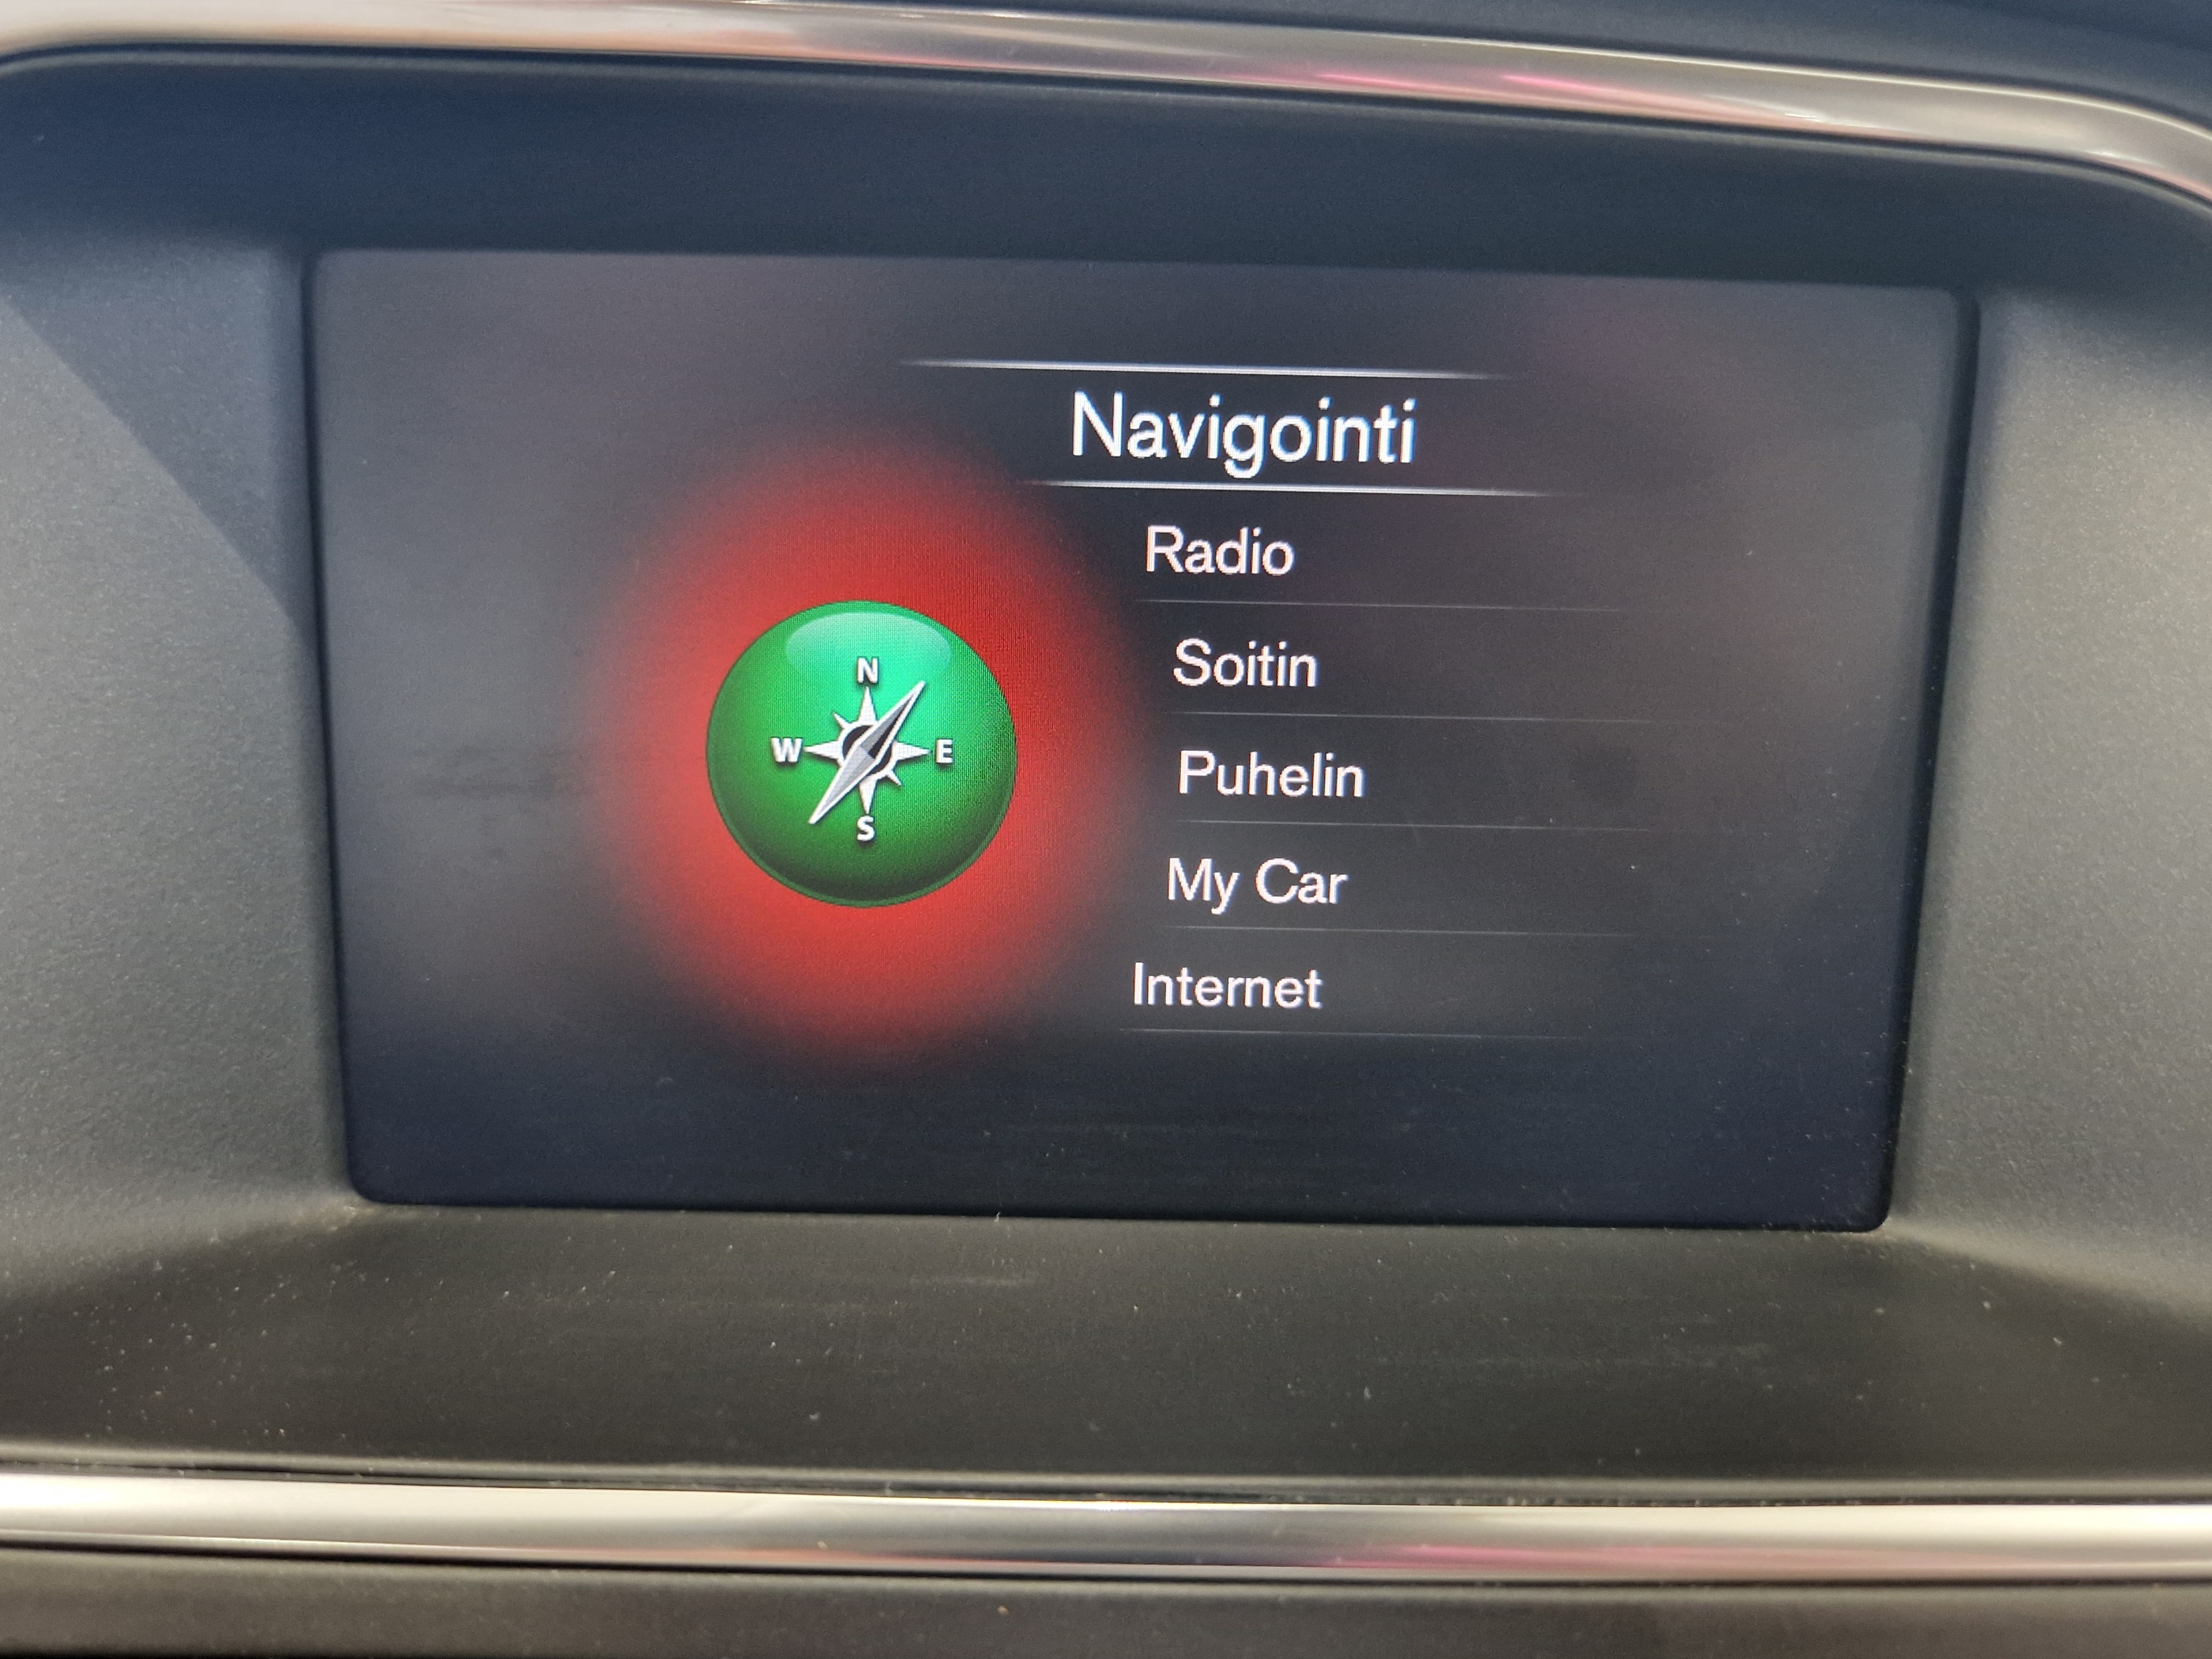 Navigointi
Radio
Soitin
Puhelin
My Car
Internet
N
W E
S